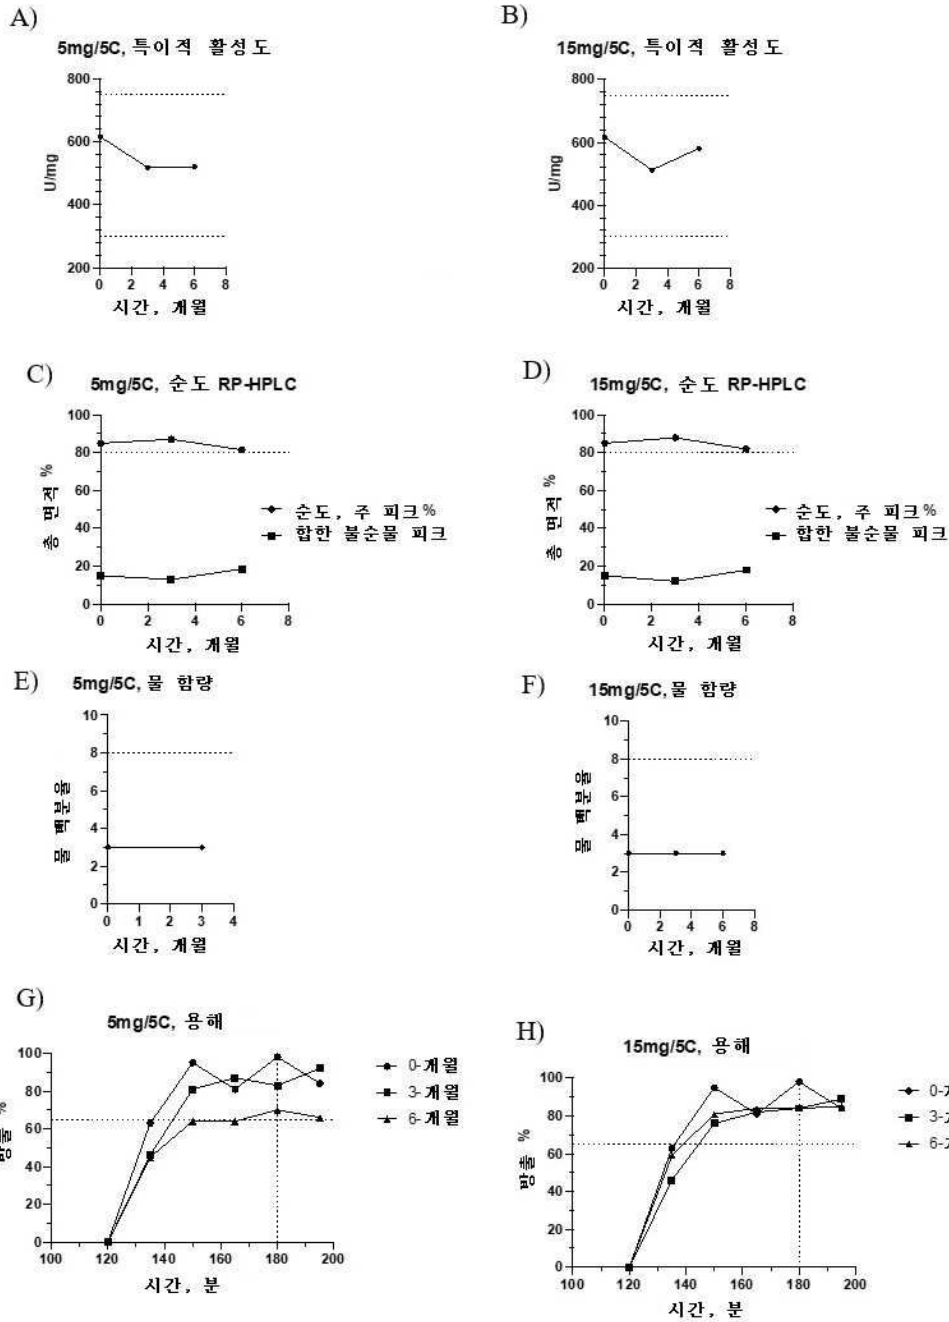 A)
5mg/5C, 특이적 활성도
800
600
400
200
U/mg
0 2 4 6 8
시간, 개월
B)
15mg/5C, 특이적 활성도
800
600
400
200
U/mg
0 2 4 6 8
시간, 개월
C)
5mg/5C, 순도 RP-HPLC
100
80
60
40
20
0
총 면적 %
0 2 4 6 8
시간, 개월
순도, 주 피크%
합한 불순물 피크
D)
15mg/5C, 순도 RP-HPLC
100
80
60
40
20
0
총 면적 %
0 2 4 6 8
시간, 개월
순도, 주 피크%
합한 불순물 피크
E)
5mg/5C, 물 함량
10
8
6
4
2
0
물 백분율
0 1 2 3 4
시간, 개월
F)
15mg/5C, 물 함량
10
8
6
4
2
0
물 백분율
0 2 4 6 8
시간, 개월
G)
5mg/5C, 용해
100
80
60
40
20
0
방출 %
100 120 140 160 180 200
시간, 분
0-개월
3-개월
6-개월
H)
15mg/5C, 용해
100
80
60
40
20
0
방출 %
100 120 140 160 180 200
시간, 분
0-
3-
6-